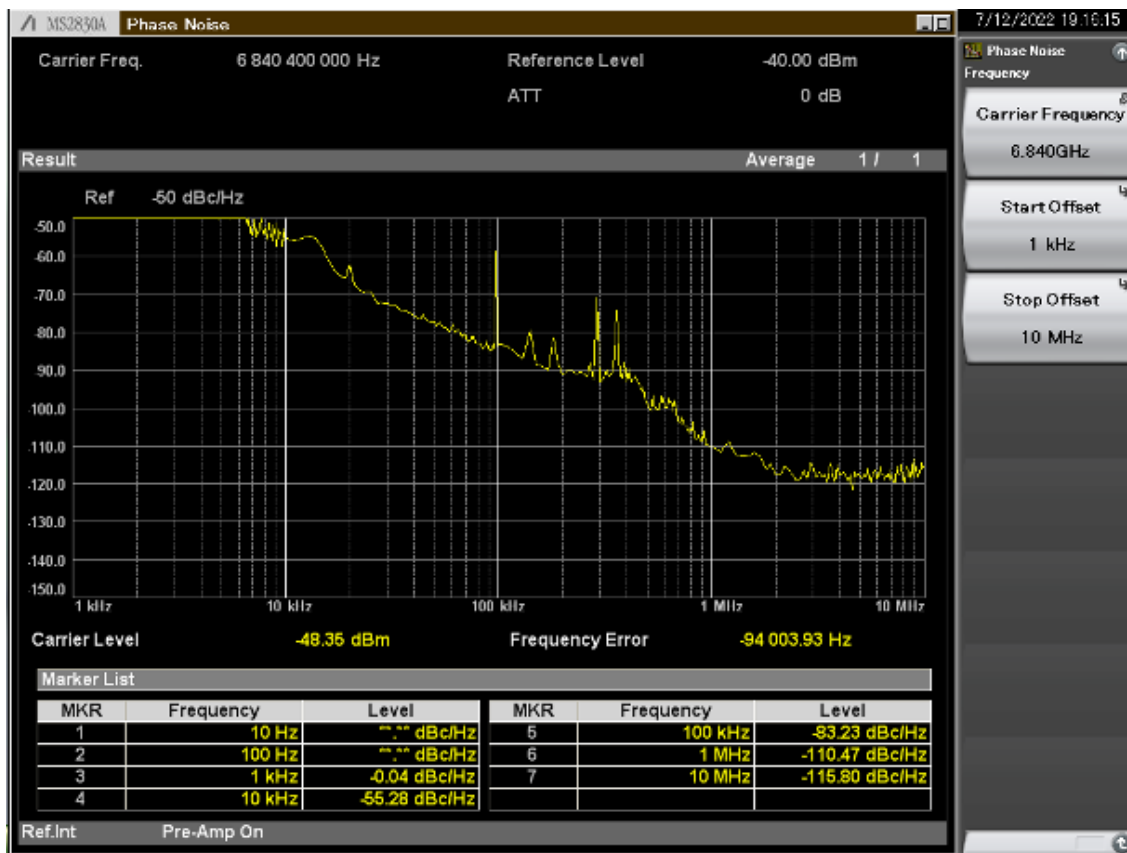 MS2830A Phase Noise
7/12/2022 19:16:15
Carrier Freq. 6 840 400 000 Hz Reference Level -40.00 dBm
ATT 0 dB
Result Average 1 / 1
Ref -50 dBc/Hz
-50.0
-60.0
-70.0
-80.0
-90.0
-100.0
-110.0
-120.0
-130.0
-140.0
-150.0
1 kHz 10 kHz 100 kHz 1 MHz 10 MHz
Carrier Level -48.35 dBm Frequency Error -94 003.93 Hz
Marker List
MKR Frequency Level MKR Frequency Level
1 10 Hz **.** dBc/Hz 5 100 kHz -83.23 dBc/Hz
2 100 Hz **.** dBc/Hz 6 1 MHz -110.47 dBc/Hz
3 1 kHz -0.04 dBc/Hz 7 10 MHz -115.80 dBc/Hz
4 10 kHz -55.28 dBc/Hz
Ref.Int Pre-Amp On
Phase Noise
Frequency
Carrier Frequency
6.840GHz
Start Offset
1 kHz
Stop Offset
10 MHz